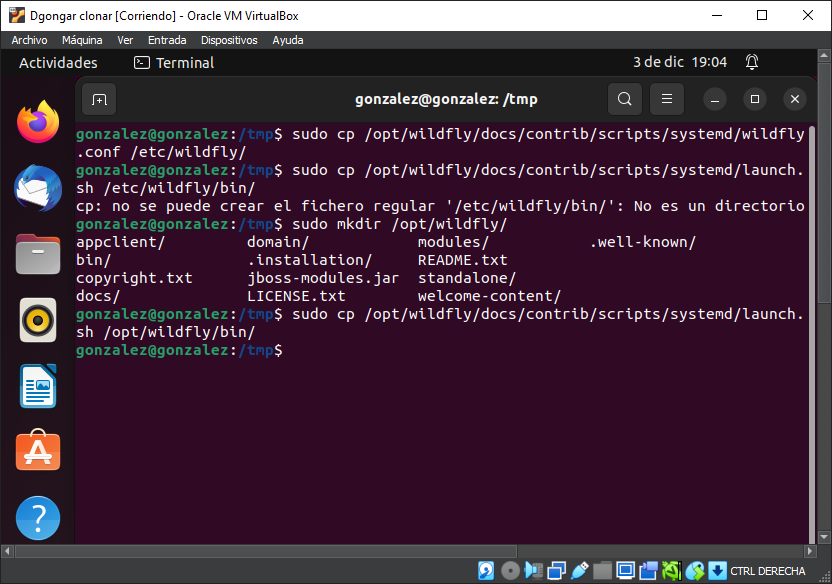 Dgongar clonar [Corriendo] - Oracle VM VirtualBox
Archivo Máquina Ver Entrada Dispositivos Ayuda
Actividades Terminal 3 de dic 19:04
gonzalez@gonzalez: /tmp
gonzalez@gonzalez:/tmp$ sudo cp /opt/wildfly/docs/contrib/scripts/systemd/wildfly
.conf /etc/wildfly/
gonzalez@gonzalez:/tmp$ sudo cp /opt/wildfly/docs/contrib/scripts/systemd/launch.
sh /etc/wildfly/bin/
cp: no se puede crear el fichero regular '/etc/wildfly/bin/': No es un directorio
gonzalez@gonzalez:/tmp$ sudo mkdir /opt/wildfly/
appclient/ domain/ modules/ .well-known/
bin/ .installation/ README.txt
copyright.txt jboss-modules.jar standalone/
docs/ LICENSE.txt welcome-content/
gonzalez@gonzalez:/tmp$ sudo cp /opt/wildfly/docs/contrib/scripts/systemd/launch.
sh /opt/wildfly/bin/
gonzalez@gonzalez:/tmp$
CTRL DERECHA